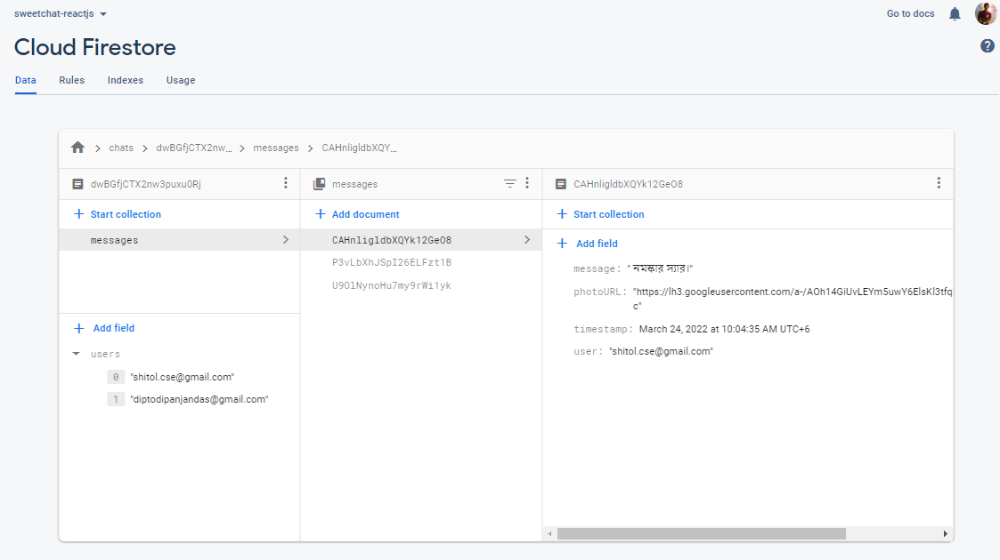 sweetchat-reactjs
Go to docs
Cloud Firestore
?
Data Rules Indexes Usage
chats dwBGfjCTX2nw... messages CAHnligldbXQY...
dwBGfjCTX2nw3puxu0Rj
Start collection
messages
Add field
users
0 "shitol.cse@gmail.com"
1 "diptodipanjandas@gmail.com"
messages
Add document
CAHnligldbXQYk12GeO8
P3vLbXhJSpI26ELFzt1B
U9OlNynoHu7my9rWi1yk
CAHnligldbXQYk12GeO8
Start collection
Add field
message: " নমস্কার স্যার।"
photoURL: "https://lh3.googleusercontent.com/a-/AOh14GiUvLEYm5uwY6ElsKl3tfq
c"
timestamp: March 24, 2022 at 10:04:35 AM UTC+6
user: "shitol.cse@gmail.com"